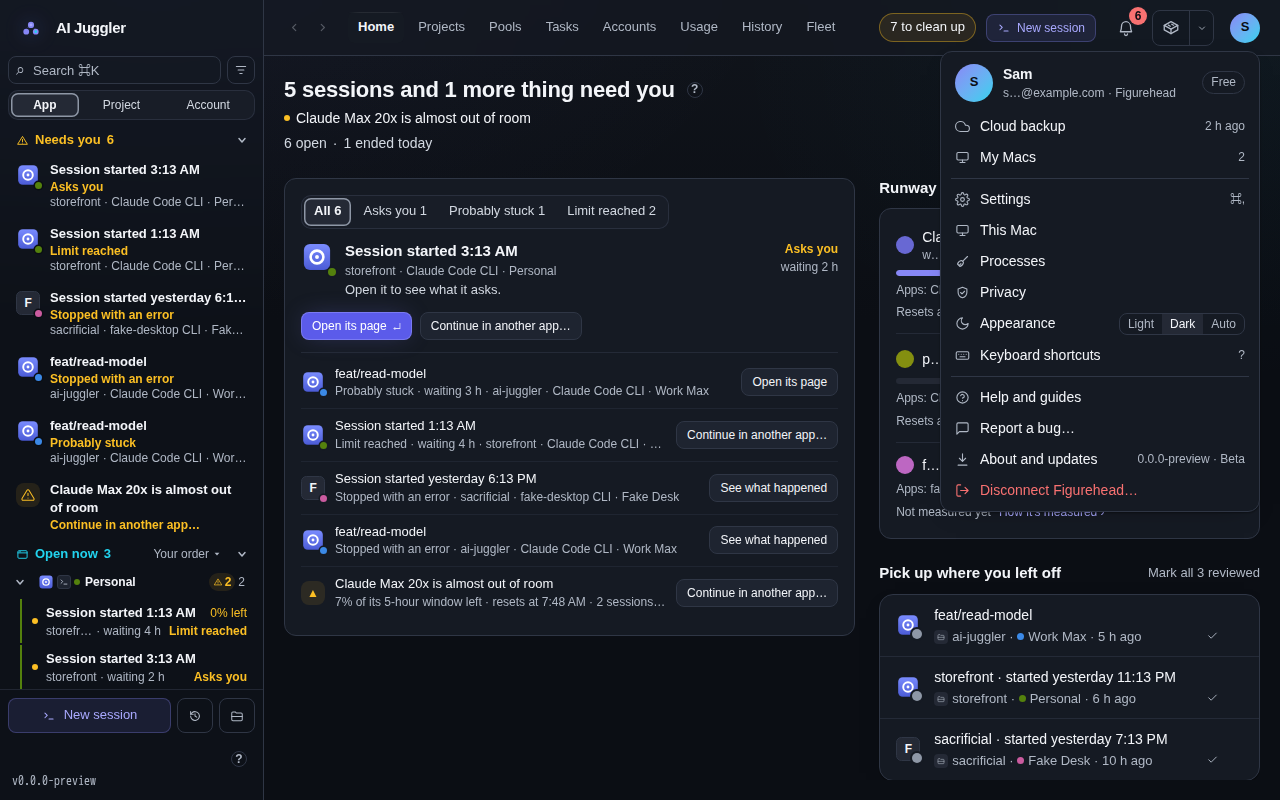 AI Juggler
Search ⌘K
App Project Account
Needs you 6
Session started 3:13 AM
Asks you
storefront · Claude Code CLI · Per…
Session started 1:13 AM
Limit reached
storefront · Claude Code CLI · Per…
F
Session started yesterday 6:1…
Stopped with an error
sacrificial · fake-desktop CLI · Fak…
feat/read-model
Stopped with an error
ai-juggler · Claude Code CLI · Wor…
feat/read-model
Probably stuck
ai-juggler · Claude Code CLI · Wor…
Claude Max 20x is almost out of room
Continue in another app…
Open now 3 Your order
Personal 2 2
Session started 1:13 AM 0% left
storefr… · waiting 4 h Limit reached
Session started 3:13 AM
storefront · waiting 2 h Asks you
New session
?
v0.0.0-preview
Home Projects Pools Tasks Accounts Usage History Fleet
7 to clean up
New session
6
S
5 sessions and 1 more thing need you ?
Claude Max 20x is almost out of room
6 open · 1 ended today
All 6 Asks you 1 Probably stuck 1 Limit reached 2
Session started 3:13 AM Asks you
storefront · Claude Code CLI · Personal waiting 2 h
Open it to see what it asks.
Open its page Continue in another app…
feat/read-model
Probably stuck · waiting 3 h · ai-juggler · Claude Code CLI · Work Max
Open its page
Session started 1:13 AM
Limit reached · waiting 4 h · storefront · Claude Code CLI · …
Continue in another app…
F
Session started yesterday 6:13 PM
Stopped with an error · sacrificial · fake-desktop CLI · Fake Desk
See what happened
feat/read-model
Stopped with an error · ai-juggler · Claude Code CLI · Work Max
See what happened
Claude Max 20x is almost out of room
7% of its 5-hour window left · resets at 7:48 AM · 2 sessions…
Continue in another app…
Runway
Cla
w…
Apps: Cl
Resets a
p…
Apps: Cl
Resets a
f…
Apps: fa
Not measured yet How it's measured ›
S
Sam Free
s…@example.com · Figurehead
Cloud backup 2 h ago
My Macs 2
Settings ⌘,
This Mac
Processes
Privacy
Appearance Light Dark Auto
Keyboard shortcuts ?
Help and guides
Report a bug…
About and updates 0.0.0-preview · Beta
Disconnect Figurehead…
Pick up where you left off Mark all 3 reviewed
feat/read-model
ai-juggler · Work Max · 5 h ago
storefront · started yesterday 11:13 PM
storefront · Personal · 6 h ago
F
sacrificial · started yesterday 7:13 PM
sacrificial · Fake Desk · 10 h ago